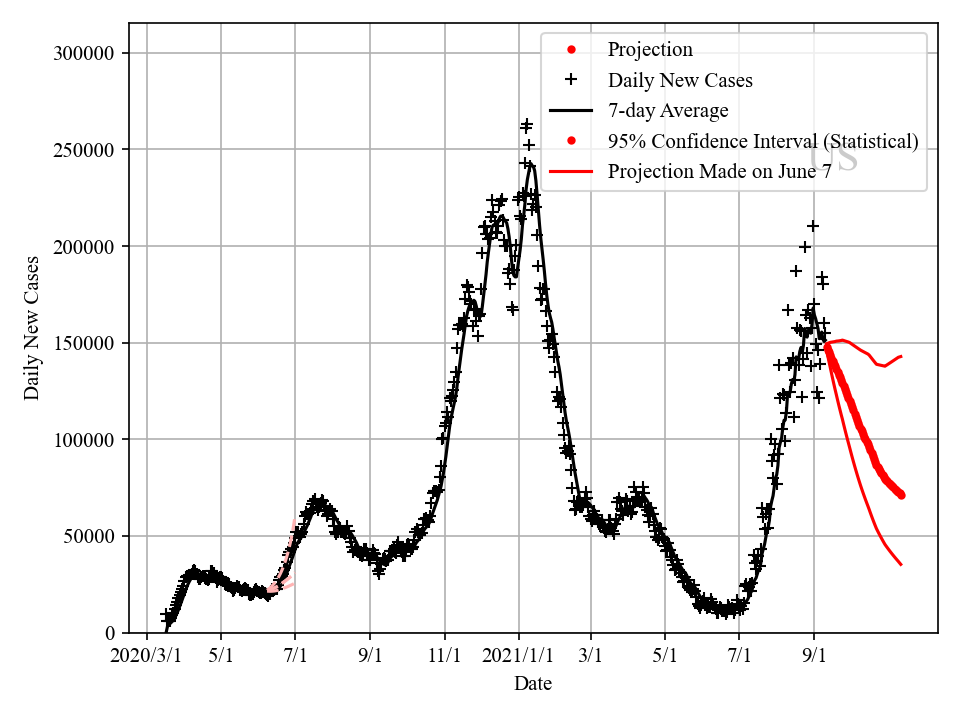 300000
250000
200000
150000
100000
50000
0
Daily New Cases
Projection
Daily New Cases
7-day Average
95% Confidence Interval (Statistical)
Projection Made on June 7
US
2020/3/1 5/1 7/1 9/1 11/1 2021/1/1 3/1 5/1 7/1 9/1
Date